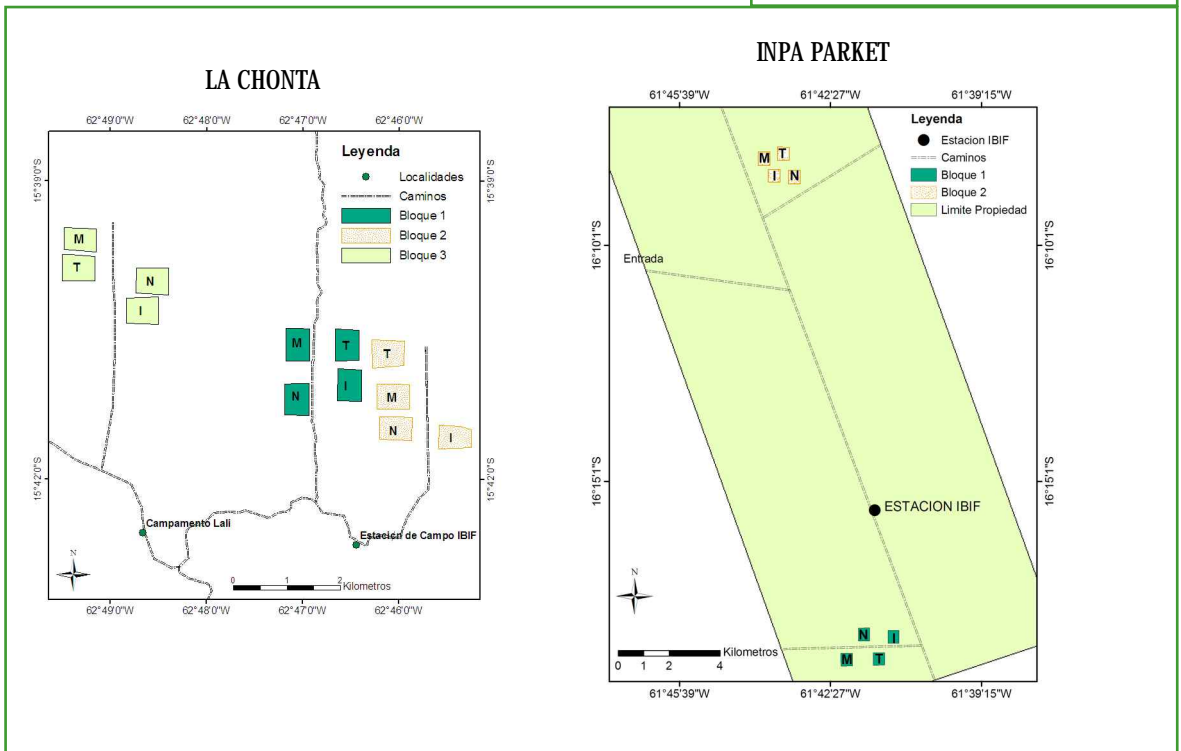 LA CHONTA
62°49'0"W 62°48'0"W 62°47'0"W 62°46'0"W
15°39'0"S
15°39'0"S
Leyenda
Localidades
Caminos
Bloque 1
Bloque 2
Bloque 3
M
T
N
I
M
T
N
I
T
M
N
I
15°42'0"S
15°42'0"S
Campamento Lali
Estación de Campo IBIF
N
0 1 2
Kilometros
62°49'0"W 62°48'0"W 62°47'0"W 62°46'0"W
INPA PARKET
61°45'39"W 61°42'27"W 61°39'15"W
Leyenda
Estacion IBIF
Caminos
Bloque 1
Bloque 2
Limite Propiedad
M T
I N
16°10'1"S
16°10'1"S
Entrada
16°15'1"S
16°15'1"S
ESTACION IBIF
N
N I
M T
Kilometros
0 1 2 4
61°45'39"W 61°42'27"W 61°39'15"W